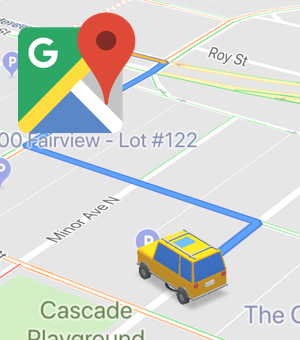 Roy St
G
P
00 Fairview - Lot #122
P
Minor Ave N
P
Cascade
Playground
The C